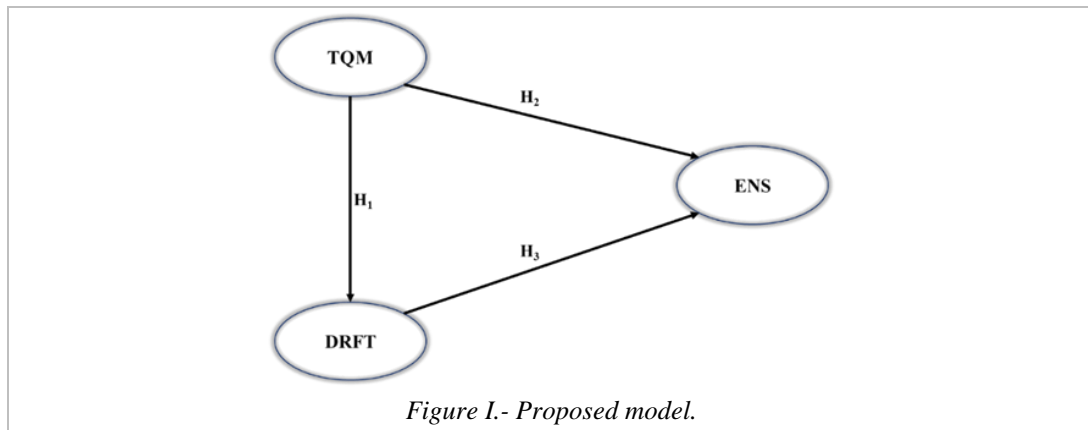 TQM
H₂
ENS
H₁
H₃
DRFT
Figure I.- Proposed model.